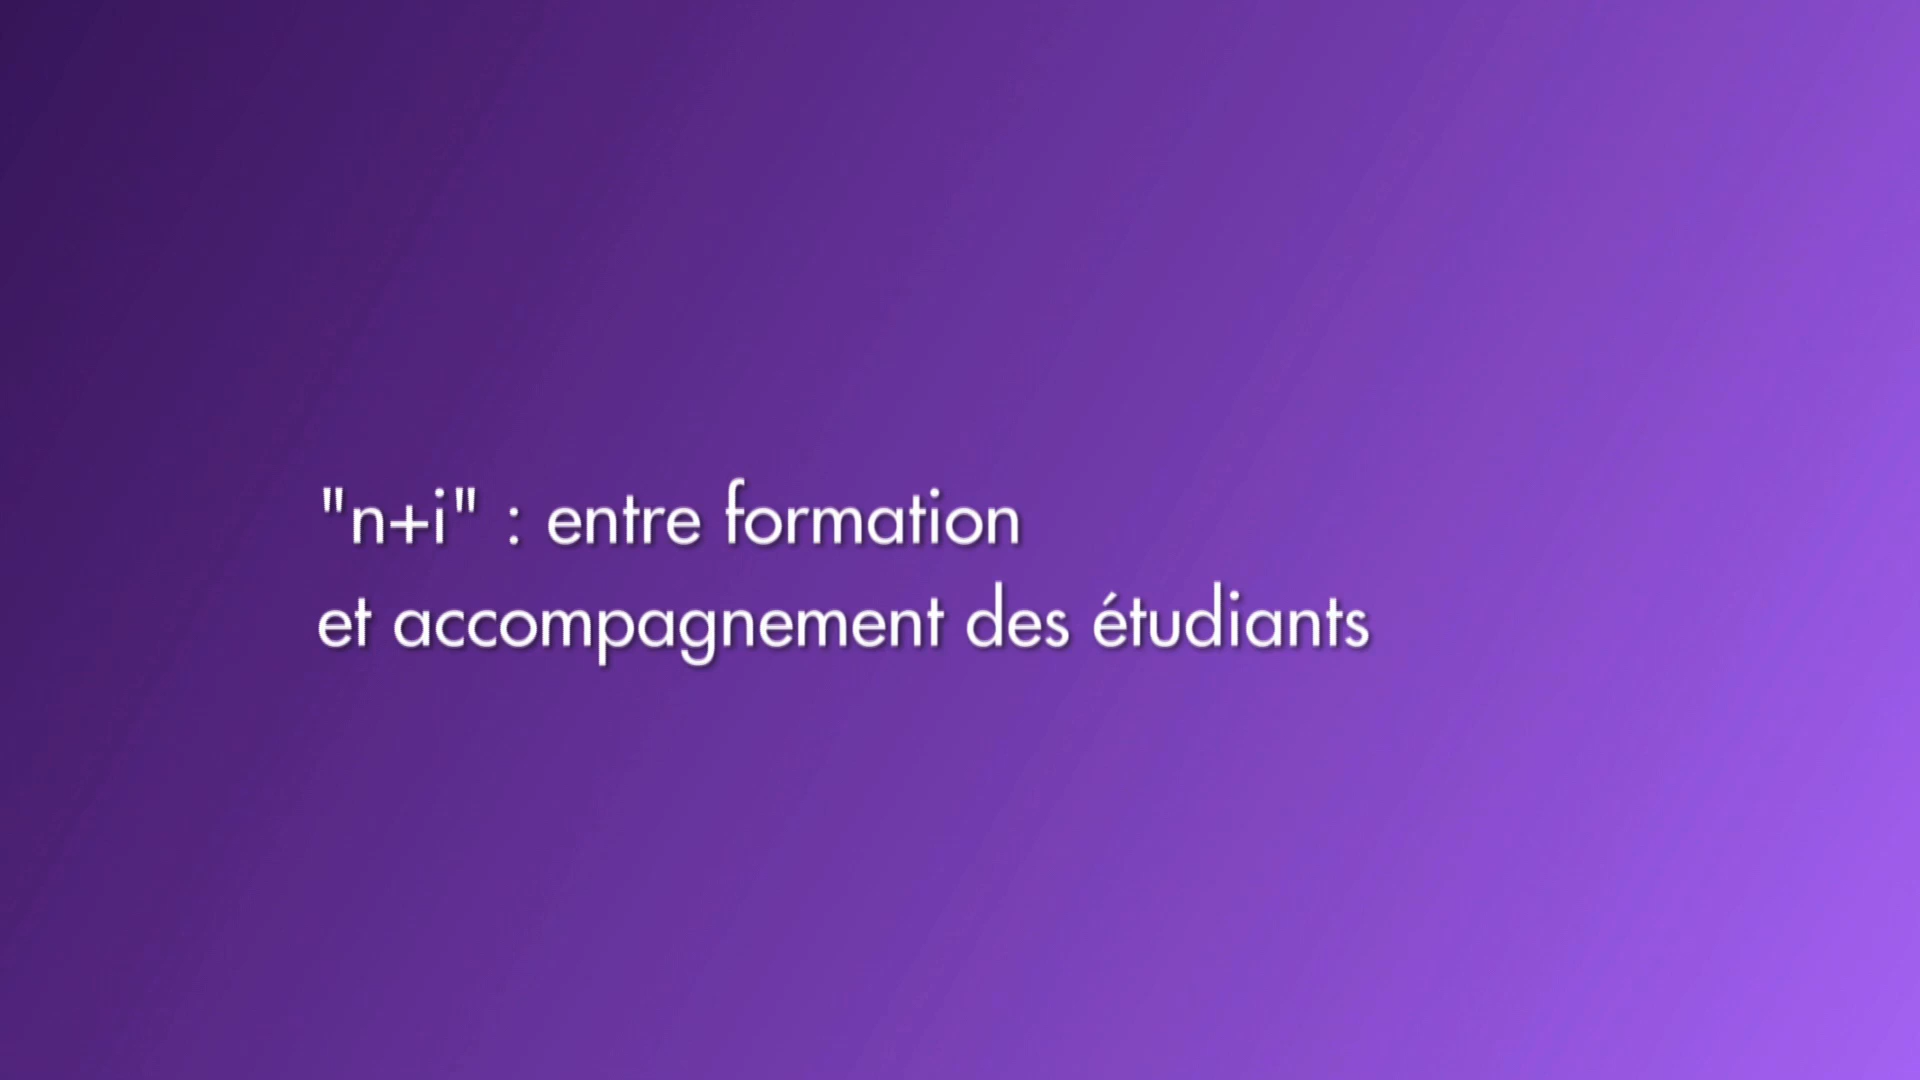 "n+i" : entre formation
et accompagnement des étudiants